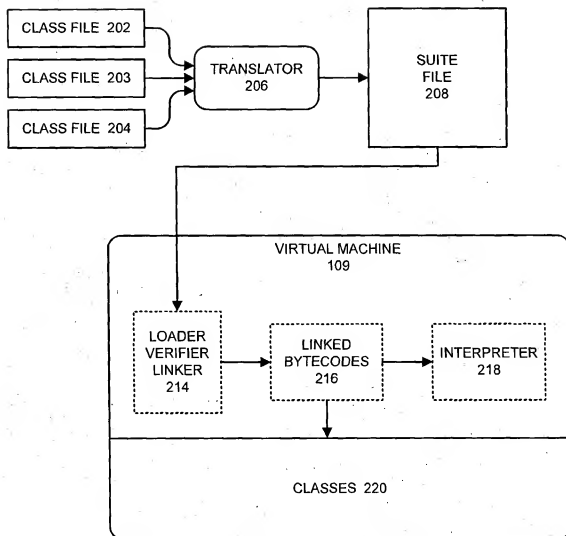 CLASS FILE 202
CLASS FILE 203
CLASS FILE 204
TRANSLATOR
206
SUITE
FILE
208
VIRTUAL MACHINE
109
LOADER
VERIFIER
LINKER
214
LINKED
BYTECODES
216
INTERPRETER
218
CLASSES 220